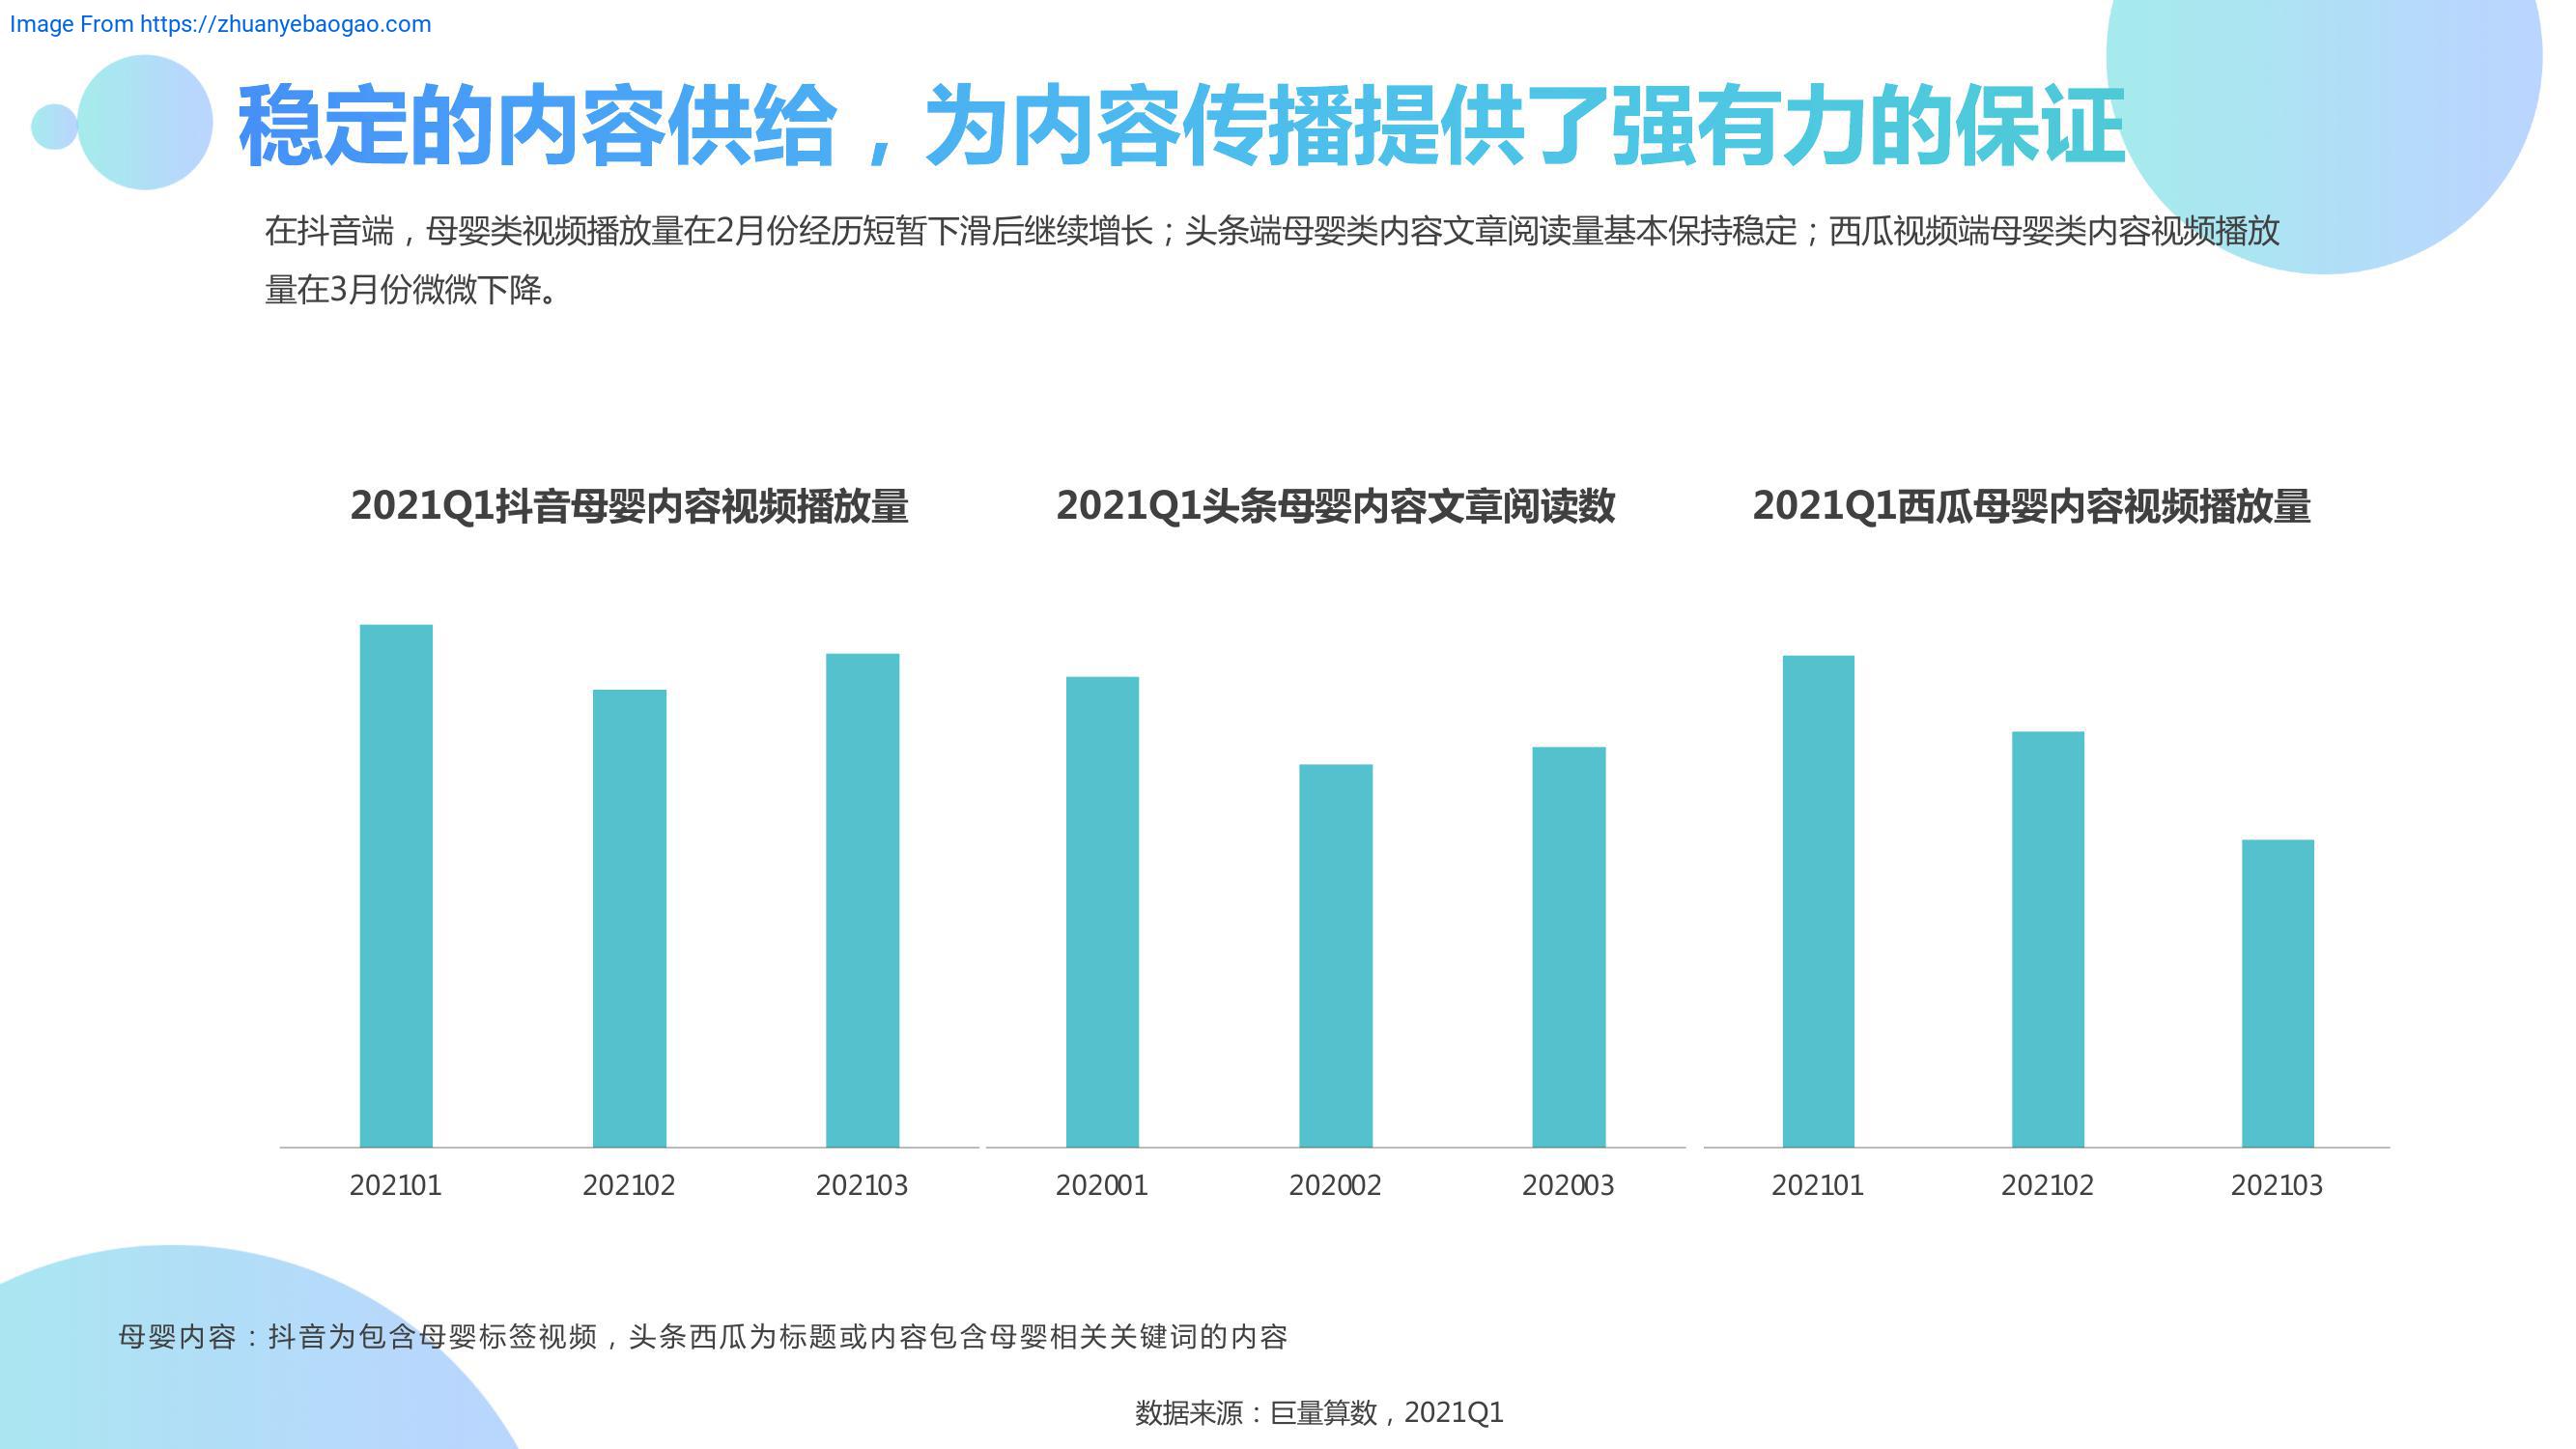 Image From https://zhuanyebaogao.com
稳定的内容供给，为内容传播提供了强有力的保证
在抖音端，母婴类视频播放量在2月份经历短暂下滑后继续增长；头条端母婴类内容文章阅读量基本保持稳定；西瓜视频端母婴类内容视频播放
量在3月份微微下降。
2021Q1抖音母婴内容视频播放量
2021Q1头条母婴内容文章阅读数
2021Q1西瓜母婴内容视频播放量
202101 202102 202103
202001 202002 202003
202101 202102 202103
母婴内容：抖音为包含母婴标签视频，头条西瓜为标题或内容包含母婴相关关键词的内容
数据来源：巨量算数，2021Q1